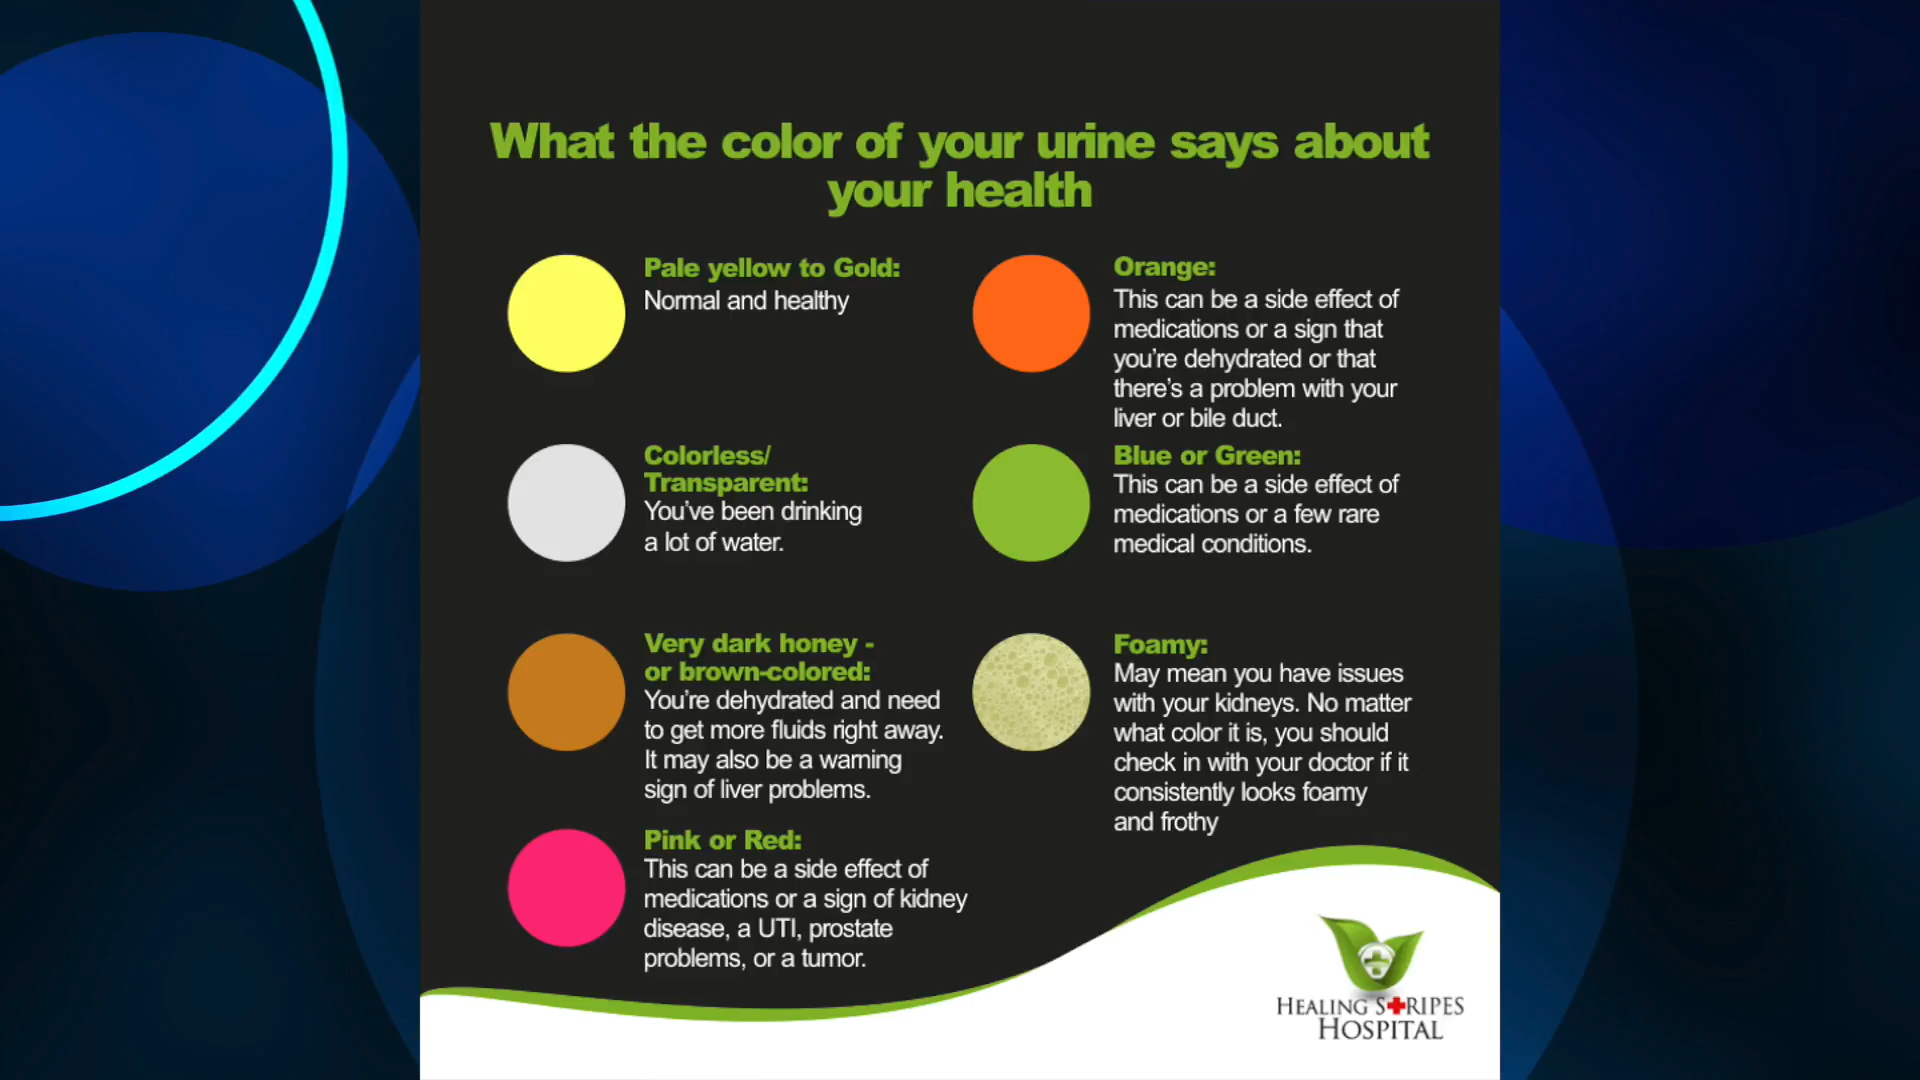 What the color of your urine says about
your health
Pale yellow to Gold:
Normal and healthy
Colorless/
Transparent:
You've been drinking
a lot of water.
Very dark honey -
or brown-colored:
You're dehydrated and need
to get more fluids right away.
It may also be a warning
sign of liver problems.
Pink or Red:
This can be a side effect of
medications or a sign of kidney
disease, a UTI, prostate
problems, or a tumor.
Orange:
This can be a side effect of
medications or a sign that
you're dehydrated or that
there's a problem with your
liver or bile duct.
Blue or Green:
This can be a side effect of
medications or a few rare
medical conditions.
Foamy:
May mean you have issues
with your kidneys. No matter
what color it is, you should
check in with your doctor if it
consistently looks foamy
and frothy
HEALING STRIPES
HOSPITAL